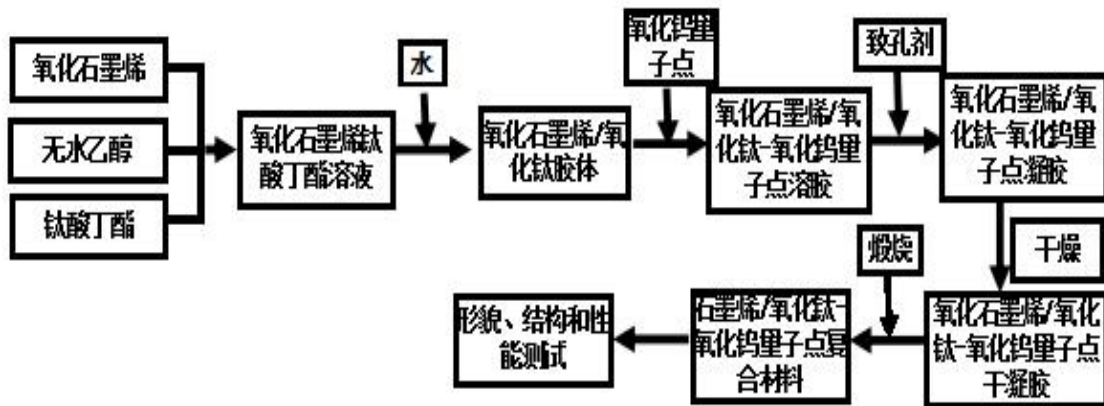 氧化石墨烯
无水乙醇
钛酸丁酯
氧化石墨烯钛
酸丁酯溶液
水
氧化石墨烯/氧
化钛胶体
氧化钨量
子点
氧化石墨烯/氧
化钛-氧化钨量
子点溶胶
致孔剂
氧化石墨烯/氧
化钛-氧化钨量
子点凝胶
干燥
氧化石墨烯/氧化
钛-氧化钨量子点
干凝胶
煅烧
石墨烯/氧化钛-
氧化钨量子点复
合材料
形貌、结构和性
能测试